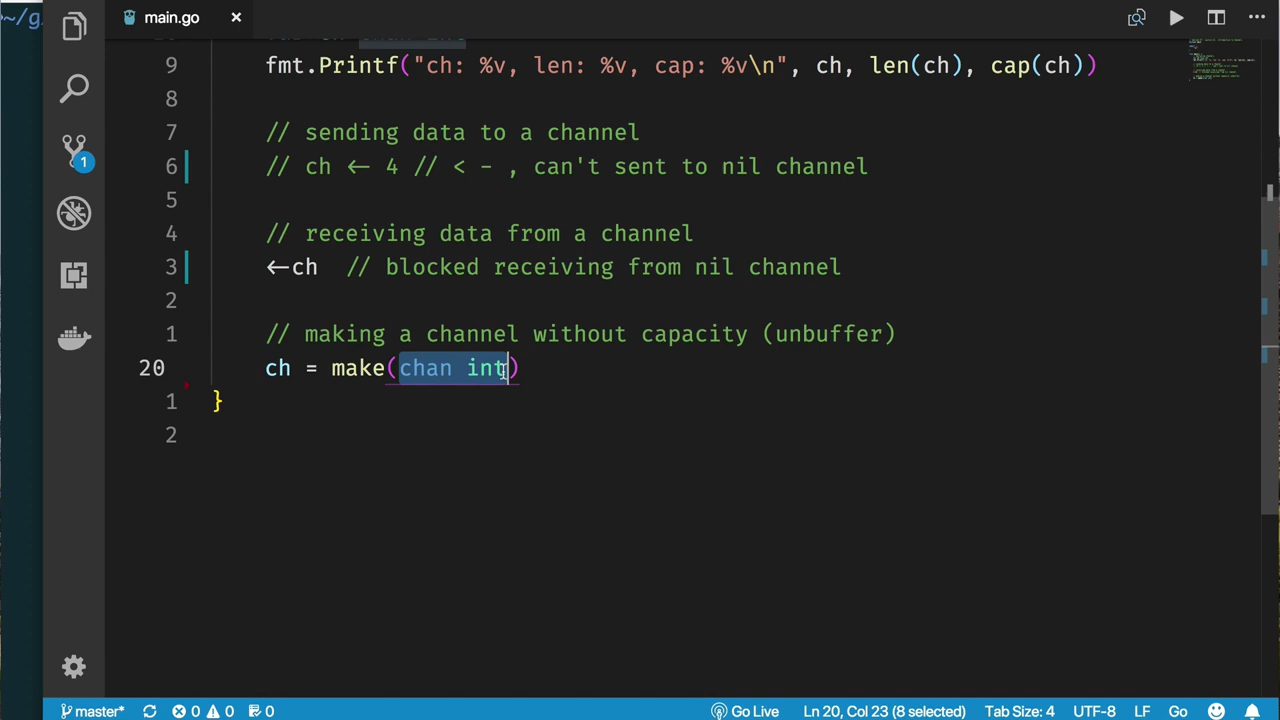 ~/g
main.go
9 fmt.Printf("ch: %v, len: %v, cap: %v\n", ch, len(ch), cap(ch))
8
7 // sending data to a channel
6 // ch <- 4 // < - , can't sent to nil channel
5
4 // receiving data from a channel
3 <-ch // blocked receiving from nil channel
2
1 // making a channel without capacity (unbuffer)
20 ch = make(chan int)
1 }
2
1
master* 0 0 0 Go Live Ln 20, Col 23 (8 selected) Tab Size: 4 UTF-8 LF Go